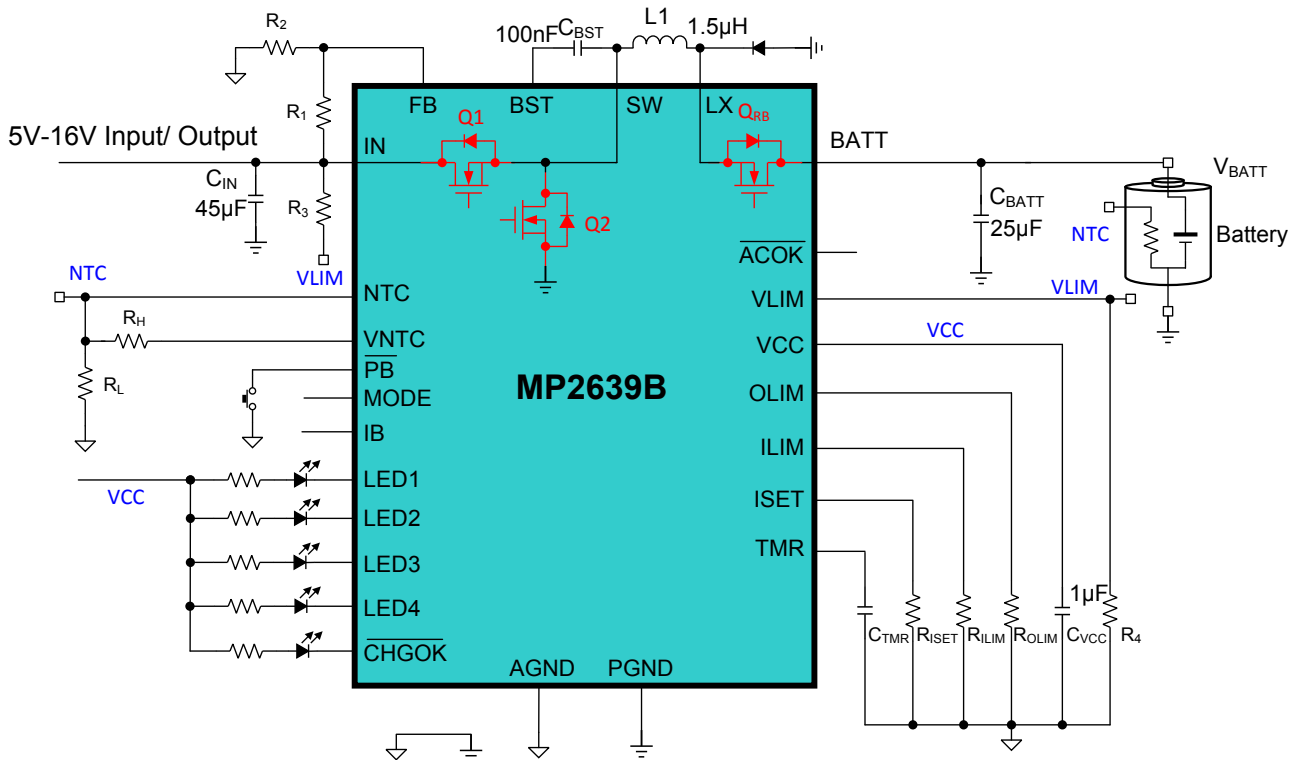 R2
100nF
CBST
L1
1.5µH
R1
FB
BST
SW
LX
Q1
QRB
5V-16V Input/ Output
IN
BATT
VBATT
CIN
45µF
R3
Q2
CBATT
25µF
NTC
Battery
VLIM
ACOK
NTC
NTC
VLIM
VLIM
RH
VNTC
VCC
VCC
PB
RL
MODE
MP2639B
OLIM
IB
ILIM
VCC
LED1
ISET
LED2
TMR
LED3
LED4
1µF
CTMR
RISET
RILIM
ROLIM
CVCC
R4
CHGOK
AGND
PGND